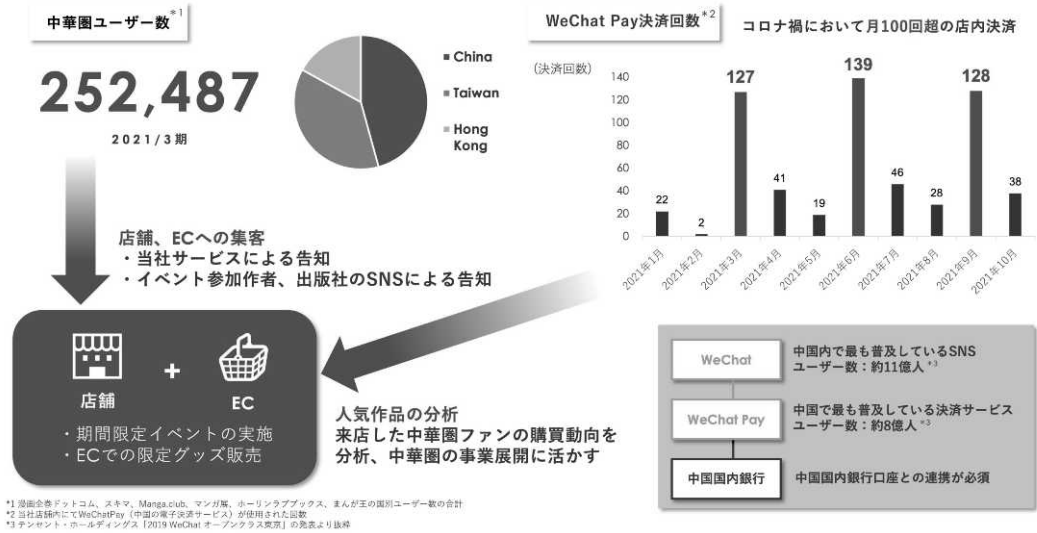 中華圏ユーザー数*1
252,487
2021/3期
China
Taiwan
Hong
Kong
WeChat Pay決済回数*2
コロナ禍において月100回超の店内決済
(決済回数)
140
120
100
80
60
40
20
0
22
2
127
41
19
139
46
28
128
38
2021年1月
2021年2月
2021年3月
2021年4月
2021年5月
2021年6月
2021年7月
2021年8月
2021年9月
2021年10月
店舗、ECへの集客
・当社サービスによる告知
・イベント参加作者、出版社のSNSによる告知
店舗
+
EC
・期間限定イベントの実施
・ECでの限定グッズ販売
人気作品の分析
来店した中華圏ファンの購買動向を
分析、中華圏の事業展開に活かす
WeChat
中国内で最も普及しているSNS
ユーザー数：約11億人*3
WeChat Pay
中国で最も普及している決済サービス
ユーザー数：約8億人*3
中国国内銀行
中国国内銀行口座との連携が必須
*1 漫画全巻ドットコム、スキマ、Manga.club、マンガ展、ホーリンラブブックス、まんが王の国別ユーザー数の合計
*2 当社店舗内にてWeChatPay（中国の電子決済サービス）が使用された回数
*3 テンセント・ホールディングス「2019 WeChat オープンクラス東京」の発表より抜粋